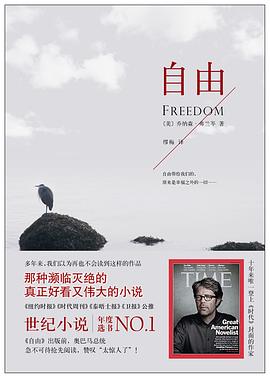 自由
FREEDOM
(美) 乔纳森·弗兰岑 著
缪梅 译
自由带给我们的,
原来是幸福之外的一切……
多年来,我们以为再也不会读到这样的作品
那种濒临灭绝的
真正好看又伟大的小说
《纽约时报》《时代周刊》《泰晤士报》《卫报》公推
世纪小说 年度选书 NO.1
《自由》出版前,奥巴马总统
急不可待抢先阅读,赞叹“太惊人了”!
TIME
Great
American
Novelist
十年来唯一登上《时代》封面的作家